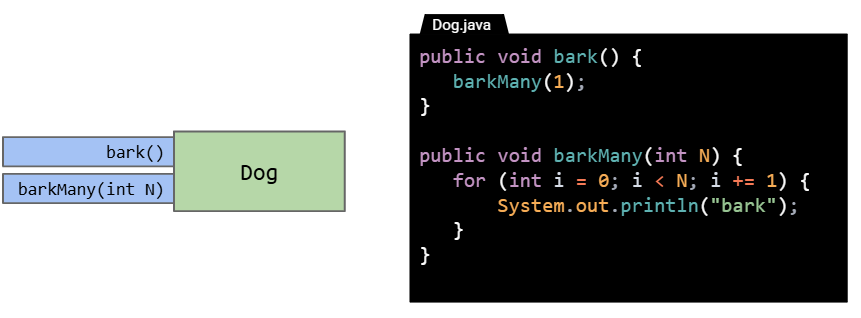 bark()
barkMany(int N)
Dog
Dog.java
public void bark() {
   barkMany(1);
}

public void barkMany(int N) {
   for (int i = 0; i < N; i += 1) {
       System.out.println("bark");
   }
}